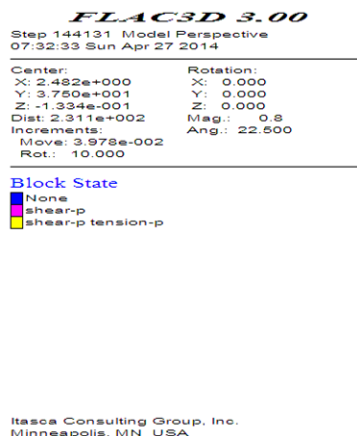 FLAC3D 3.00
Step 144131 Model Perspective
07:32:33 Sun Apr 27 2014
Center: Rotation:
X: 2.482e+000 X: 0.000
Y: 3.750e+001 Y: 0.000
Z: -1.334e-001 Z: 0.000
Dist: 2.311e+002 Mag.: 0.8
Increments: Ang.: 22.500
Move: 3.978e-002
Rot.: 10.000
Block State
None
shear-p
shear-p tension-p
Itasca Consulting Group, Inc.
Minneapolis, MN USA